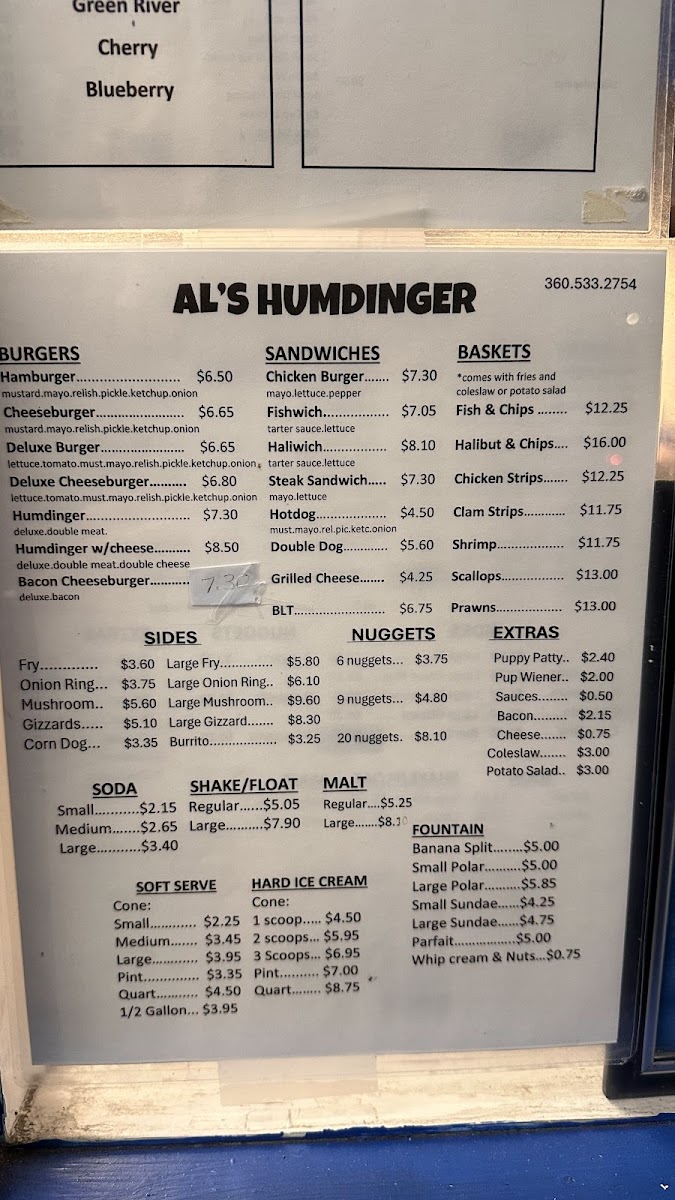 Green River
Cherry
Blueberry
AL'S HUMDINGER
360.533.2754
BURGERS
Hamburger........................... $6.50
mustard.mayo.relish.pickle.ketchup.onion
Cheeseburger....................... $6.65
mustard.mayo.relish.pickle.ketchup.onion
Deluxe Burger...................... $6.65
lettuce.tomato.must.mayo.relish.pickle.ketchup.onion.
Deluxe Cheeseburger.......... $6.80
lettuce.tomato.must.mayo.relish.pickle.ketchup.onion
Humdinger........................... $7.30
deluxe.double meat.
Humdinger w/cheese.......... $8.50
deluxe.double meat.double cheese
Bacon Cheeseburger........... 7.30
deluxe.bacon
SANDWICHES
Chicken Burger....... $7.30
mayo.lettuce.pepper
Fishwich................. $7.05
tarter sauce.lettuce
Haliwich................. $8.10
tarter sauce.lettuce
Steak Sandwich..... $7.30
mayo.lettuce
Hotdog................... $4.50
must.mayo.rel.pic.ketc.onion
Double Dog............ $5.60
Grilled Cheese....... $4.25
BLT........................ $6.75
BASKETS
*comes with fries and
coleslaw or potato salad
Fish & Chips ........ $12.25
Halibut & Chips.... $16.00
Chicken Strips....... $12.25
Clam Strips............ $11.75
Shrimp................... $11.75
Scallops................. $13.00
Prawns................... $13.00
SIDES
Fry............. $3.60 Large Fry.............. $5.80
Onion Ring... $3.75 Large Onion Ring.. $6.10
Mushroom.. $5.60 Large Mushroom.. $9.60
Gizzards..... $5.10 Large Gizzard....... $8.30
Corn Dog... $3.35 Burrito.................. $3.25
NUGGETS
6 nuggets... $3.75
9 nuggets... $4.80
20 nuggets. $8.10
EXTRAS
Puppy Patty.. $2.40
Pup Wiener.. $2.00
Sauces........ $0.50
Bacon......... $2.15
Cheese....... $0.75
Coleslaw....... $3.00
Potato Salad.. $3.00
SODA
Small...........$2.15
Medium.......$2.65
Large...........$3.40
SHAKE/FLOAT
Regular......$5.05
Large..........$7.90
MALT
Regular....$5.25
Large.......$8.10
FOUNTAIN
Banana Split........$5.00
Small Polar..........$5.00
Large Polar..........$5.85
Small Sundae......$4.25
Large Sundae.....$4.75
Parfait.................$5.00
Whip cream & Nuts...$0.75
SOFT SERVE
Cone:
Small............ $2.25
Medium....... $3.45
Large............ $3.95
Pint.............. $3.35
Quart........... $4.50
1/2 Gallon... $3.95
HARD ICE CREAM
Cone:
1 scoop..... $4.50
2 scoops... $5.95
3 Scoops... $6.95
Pint.......... $7.00
Quart........ $8.75